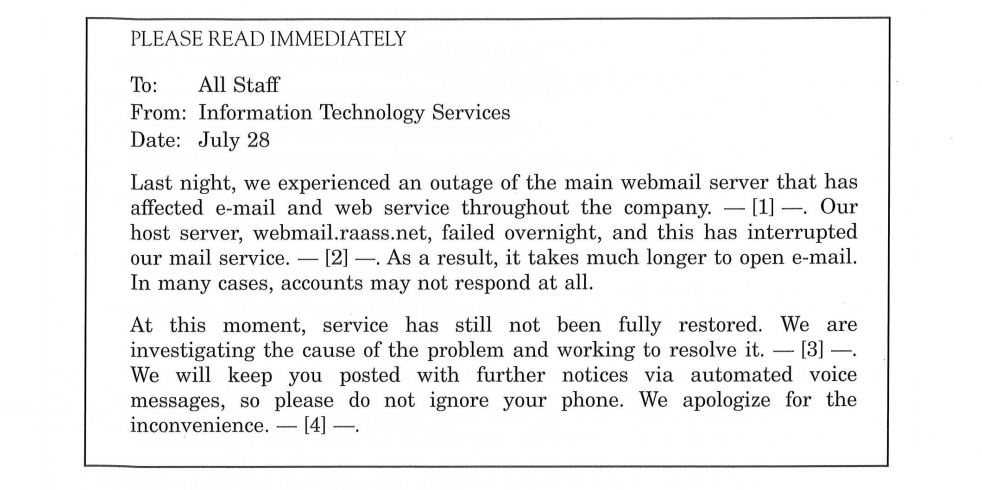 PLEASE READ IMMEDIATELY
To: All Staff
From: Information Technology Services
Date: July 28
Last night, we experienced an outage of the main webmail server that has
affected e-mail and web service throughout the company. — [1] —. Our
host server, webmail.raass.net, failed overnight, and this has interrupted
our mail service. — [2] —. As a result, it takes much longer to open e-mail.
In many cases, accounts may not respond at all.
At this moment, service has still not been fully restored. We are
investigating the cause of the problem and working to resolve it. — [3] —.
We will keep you posted with further notices via automated voice
messages, so please do not ignore your phone. We apologize for the
inconvenience. — [4] —.